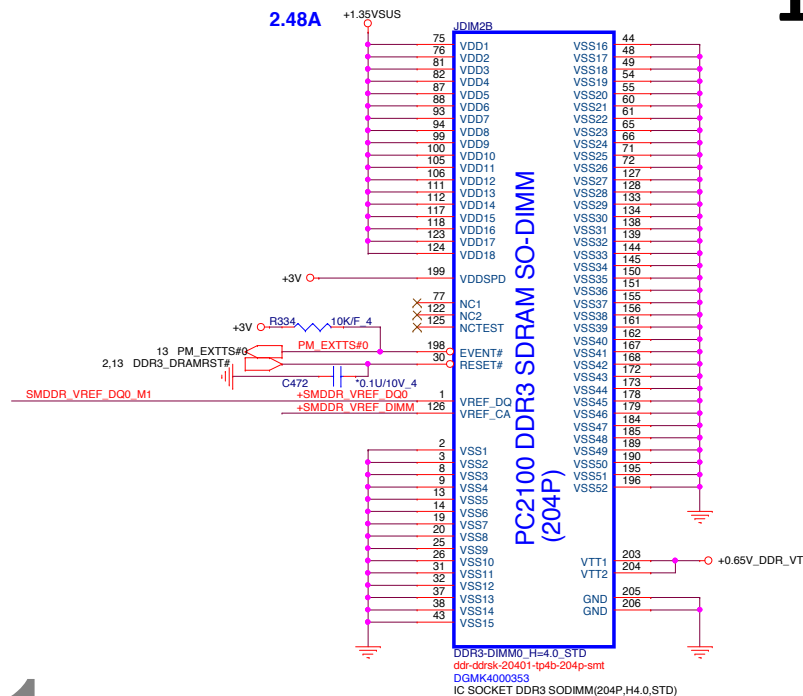 2.48A
+1.35VSUS
1
JDIM2B
75 VDD1
76 VDD2
81 VDD3
82 VDD4
87 VDD5
88 VDD6
93 VDD7
94 VDD8
99 VDD9
100 VDD10
105 VDD11
106 VDD12
111 VDD13
112 VDD14
117 VDD15
118 VDD16
123 VDD17
124 VDD18
+3V 199 VDDSPD
77 NC1
122 NC2
125 NCTEST
+3V R334 10K/F_4
13 PM_EXTTS#0 PM_EXTTS#0 198 EVENT#
2,13 DDR3_DRAMRST# 30 RESET#
C472 *0.1U/10V_4
SMDDR_VREF_DQ0_M1 +SMDDR_VREF_DQ0 1 VREF_DQ
+SMDDR_VREF_DIMM 126 VREF_CA
2 VSS1
3 VSS2
8 VSS3
9 VSS4
13 VSS5
14 VSS6
19 VSS7
20 VSS8
25 VSS9
26 VSS10
31 VSS11
32 VSS12
37 VSS13
38 VSS14
43 VSS15
PC2100 DDR3 SDRAM SO-DIMM
(204P)
VSS16 44
VSS17 48
VSS18 49
VSS19 54
VSS20 55
VSS21 60
VSS22 61
VSS23 65
VSS24 66
VSS25 71
VSS26 72
VSS27 127
VSS28 128
VSS29 133
VSS30 134
VSS31 138
VSS32 139
VSS33 144
VSS34 145
VSS35 150
VSS36 151
VSS37 155
VSS38 156
VSS39 161
VSS40 162
VSS41 167
VSS42 168
VSS43 172
VSS44 173
VSS45 178
VSS46 179
VSS47 184
VSS48 185
VSS49 189
VSS50 190
VSS51 195
VSS52 196
VTT1 203 +0.65V_DDR_VT
VTT2 204
GND 205
GND 206
DDR3-DIMM0_H=4.0_STD
ddr-ddrsk-20401-tp4b-204p-smt
DGMK4000353
IC SOCKET DDR3 SODIMM(204P,H4.0,STD)